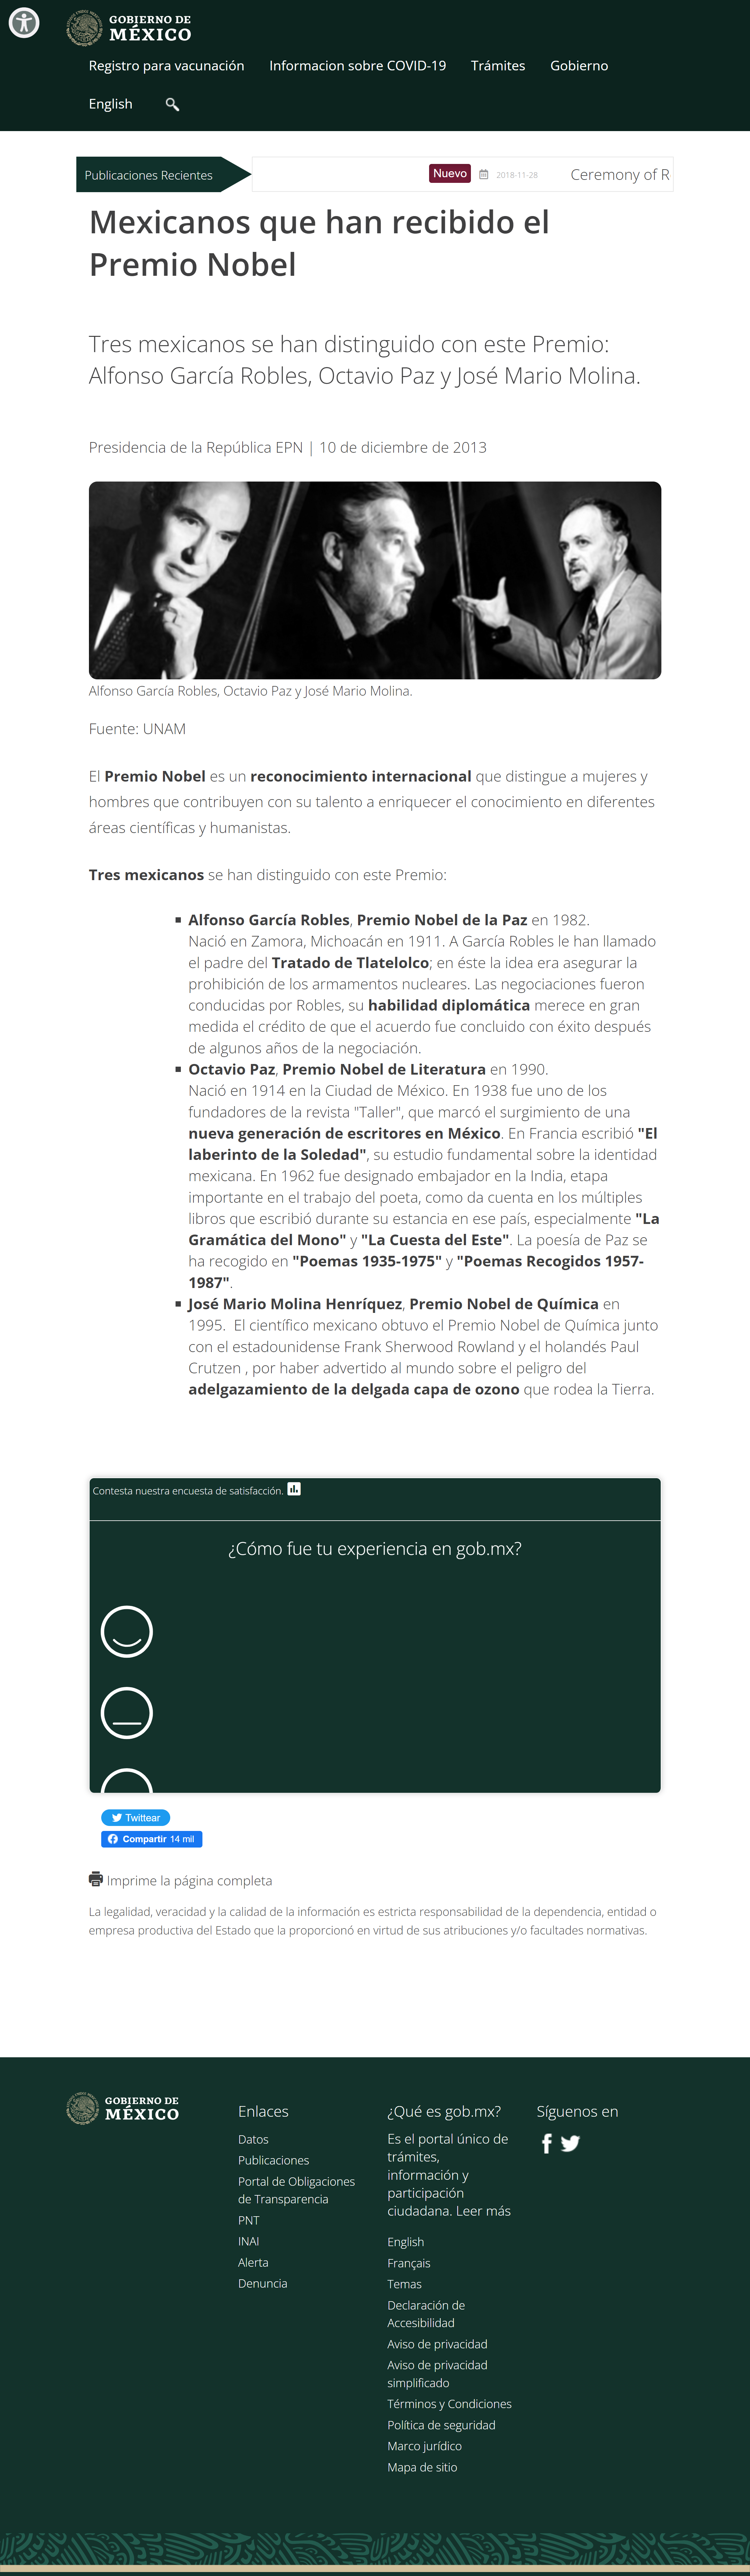 GOBIERNO DE
MÉXICO
Registro para vacunación Informacion sobre COVID-19 Trámites Gobierno
English
Publicaciones Recientes Nuevo 2018-11-28 Ceremony of R
Mexicanos que han recibido el
Premio Nobel
Tres mexicanos se han distinguido con este Premio:
Alfonso García Robles, Octavio Paz y José Mario Molina.
Presidencia de la República EPN | 10 de diciembre de 2013
Alfonso García Robles, Octavio Paz y José Mario Molina.
Fuente: UNAM
El Premio Nobel es un reconocimiento internacional que distingue a mujeres y
hombres que contribuyen con su talento a enriquecer el conocimiento en diferentes
áreas científicas y humanistas.
Tres mexicanos se han distinguido con este Premio:
Alfonso García Robles, Premio Nobel de la Paz en 1982.
Nació en Zamora, Michoacán en 1911. A García Robles le han llamado
el padre del Tratado de Tlatelolco; en éste la idea era asegurar la
prohibición de los armamentos nucleares. Las negociaciones fueron
conducidas por Robles, su habilidad diplomática merece en gran
medida el crédito de que el acuerdo fue concluido con éxito después
de algunos años de la negociación.
Octavio Paz, Premio Nobel de Literatura en 1990.
Nació en 1914 en la Ciudad de México. En 1938 fue uno de los
fundadores de la revista "Taller", que marcó el surgimiento de una
nueva generación de escritores en México. En Francia escribió "El
laberinto de la Soledad", su estudio fundamental sobre la identidad
mexicana. En 1962 fue designado embajador en la India, etapa
importante en el trabajo del poeta, como da cuenta en los múltiples
libros que escribió durante su estancia en ese país, especialmente "La
Gramática del Mono" y "La Cuesta del Este". La poesía de Paz se
ha recogido en "Poemas 1935-1975" y "Poemas Recogidos 1957-
1987".
José Mario Molina Henríquez, Premio Nobel de Química en
1995. El científico mexicano obtuvo el Premio Nobel de Química junto
con el estadounidense Frank Sherwood Rowland y el holandés Paul
Crutzen , por haber advertido al mundo sobre el peligro del
adelgazamiento de la delgada capa de ozono que rodea la Tierra.
Contesta nuestra encuesta de satisfacción.
¿Cómo fue tu experiencia en gob.mx?
Twittear
Compartir 14 mil
Imprime la página completa
La legalidad, veracidad y la calidad de la información es estricta responsabilidad de la dependencia, entidad o
empresa productiva del Estado que la proporcionó en virtud de sus atribuciones y/o facultades normativas.
GOBIERNO DE
MÉXICO
Enlaces
Datos
Publicaciones
Portal de Obligaciones
de Transparencia
PNT
INAI
Alerta
Denuncia
¿Qué es gob.mx?
Es el portal único de
trámites,
información y
participación
ciudadana. Leer más
English
Français
Temas
Declaración de
Accesibilidad
Aviso de privacidad
Aviso de privacidad
simplificado
Términos y Condiciones
Política de seguridad
Marco jurídico
Mapa de sitio
Síguenos en